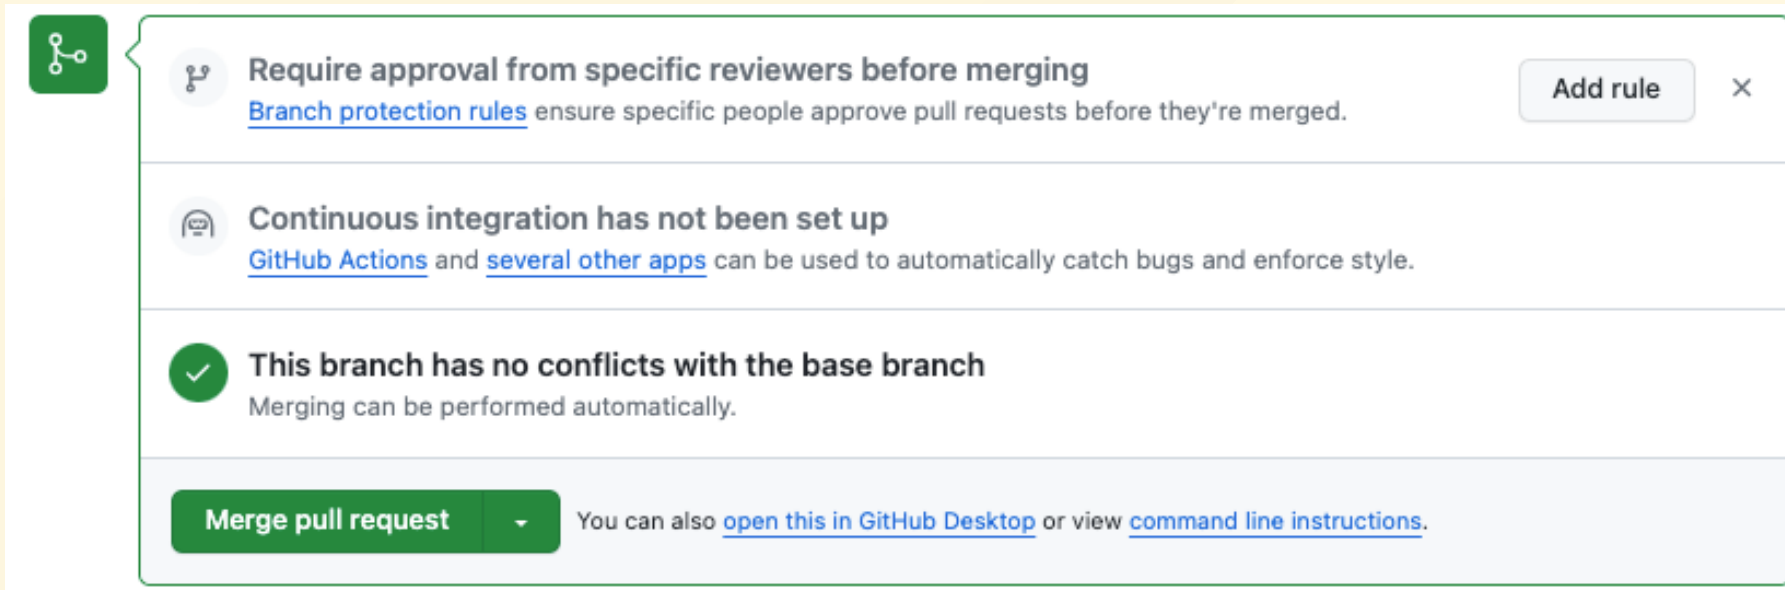 Require approval from specific reviewers before merging
Branch protection rules ensure specific people approve pull requests before they're merged.
Add rule
Continuous integration has not been set up
GitHub Actions and several other apps can be used to automatically catch bugs and enforce style.
This branch has no conflicts with the base branch
Merging can be performed automatically.
Merge pull request
You can also open this in GitHub Desktop or view command line instructions.